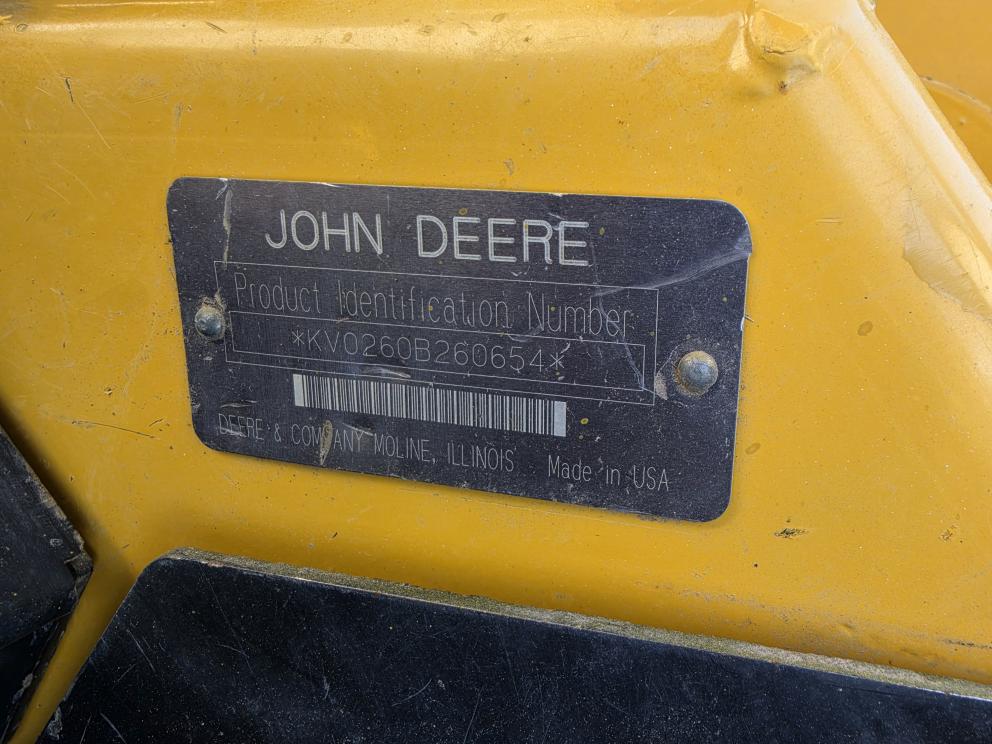 JOHN DEERE
Product Identification Number
*KV0260B260654*
DEERE & COMPANY MOLINE, ILLINOIS Made in USA